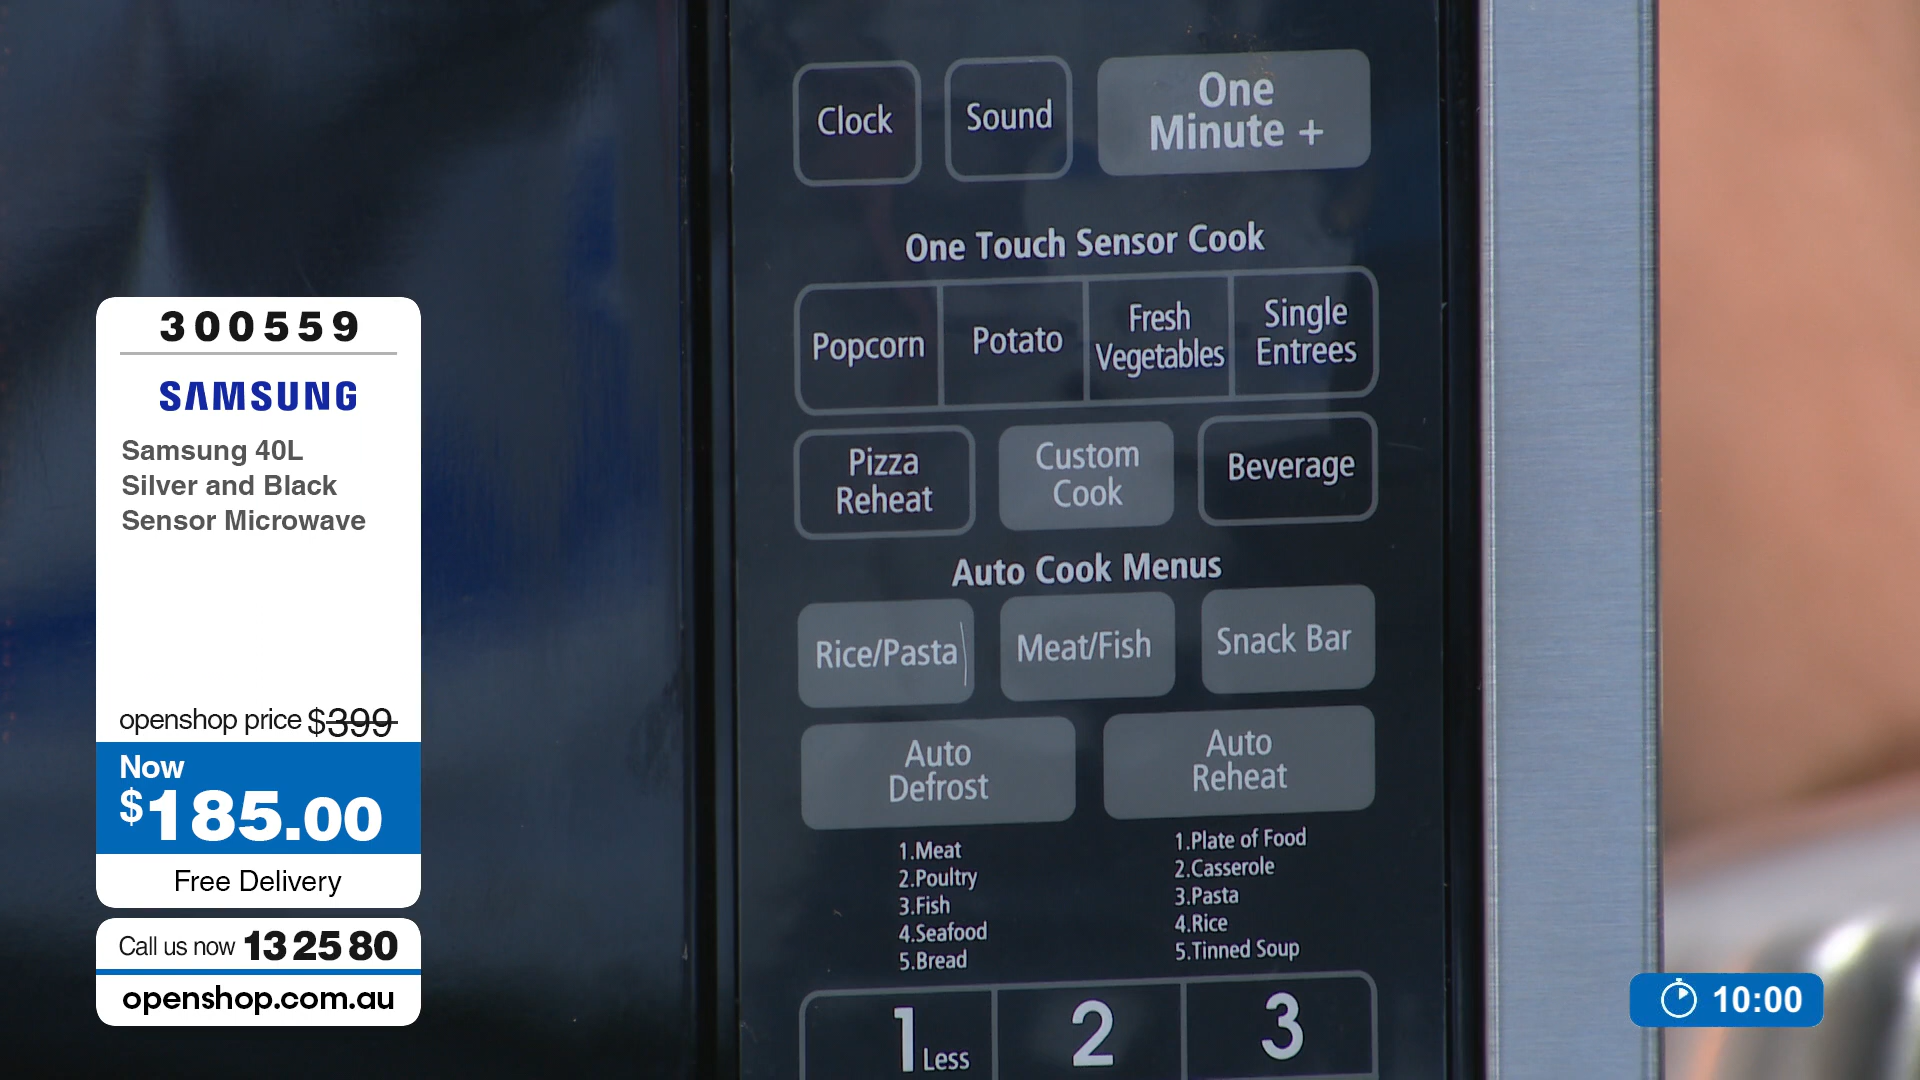 300559
SAMSUNG
Samsung 40L
Silver and Black
Sensor Microwave
openshop price $399
Now
$185.00
Free Delivery
Call us now 13 25 80
openshop.com.au
Clock
Sound
One
Minute +
One Touch Sensor Cook
Popcorn
Potato
Fresh
Vegetables
Single
Entrees
Pizza
Reheat
Custom
Cook
Beverage
Auto Cook Menus
Rice/Pasta
Meat/Fish
Snack Bar
Auto
Defrost
Auto
Reheat
1.Meat
2.Poultry
3.Fish
4.Seafood
5.Bread
1.Plate of Food
2.Casserole
3.Pasta
4.Rice
5.Tinned Soup
1 Less
2
3
10:00